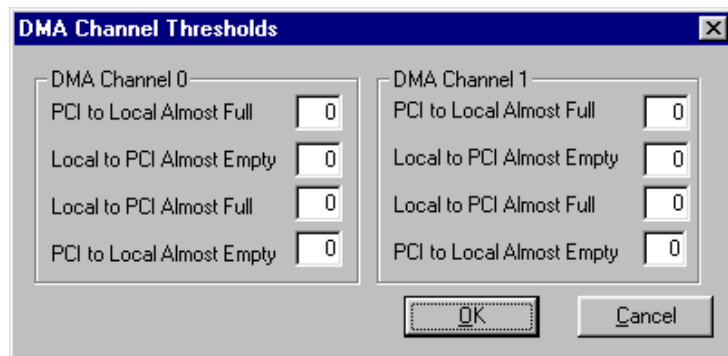 DMA Channel Thresholds
DMA Channel 0
PCI to Local Almost Full 0
Local to PCI Almost Empty 0
Local to PCI Almost Full 0
PCI to Local Almost Empty 0
DMA Channel 1
PCI to Local Almost Full 0
Local to PCI Almost Empty 0
Local to PCI Almost Full 0
PCI to Local Almost Empty 0
OK
Cancel